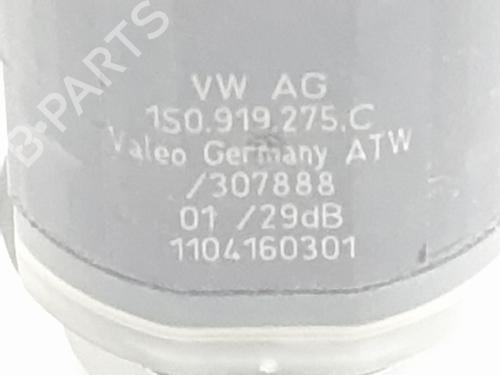 VW AG
1S0.919.275.C
Valeo Germany ATW
/307888
01 /29dB
1104160301
B-PARTS